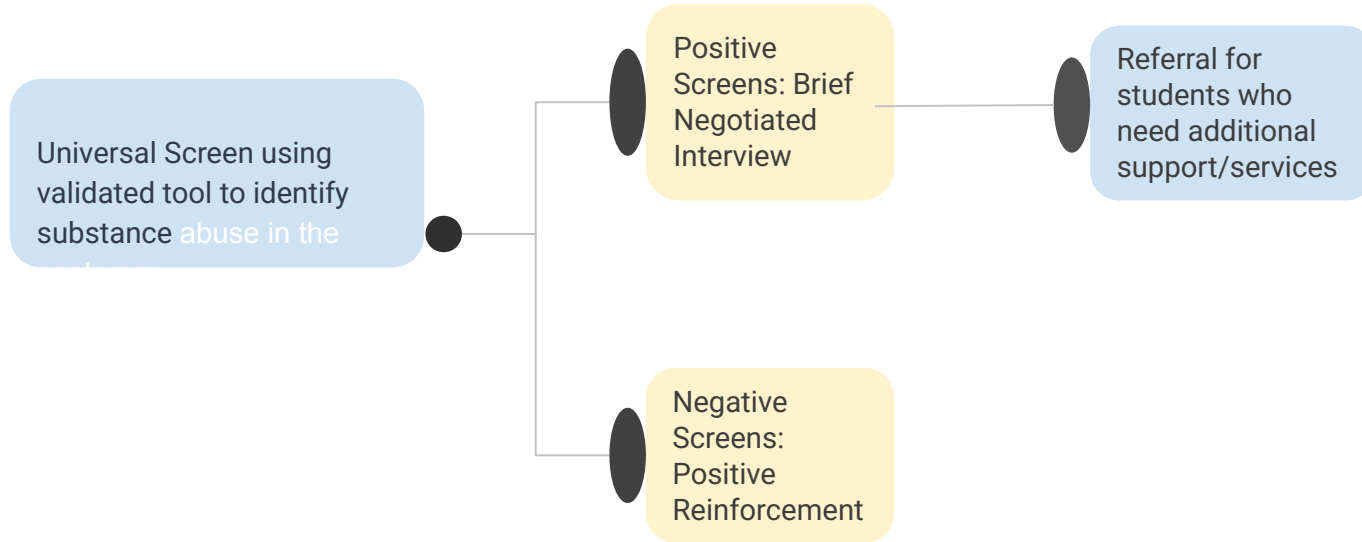 Universal Screen using
validated tool to identify
substance abuse in the
Positive
Screens: Brief
Negotiated
Interview
Referral for
students who
need additional
support/services
Negative
Screens:
Positive
Reinforcement